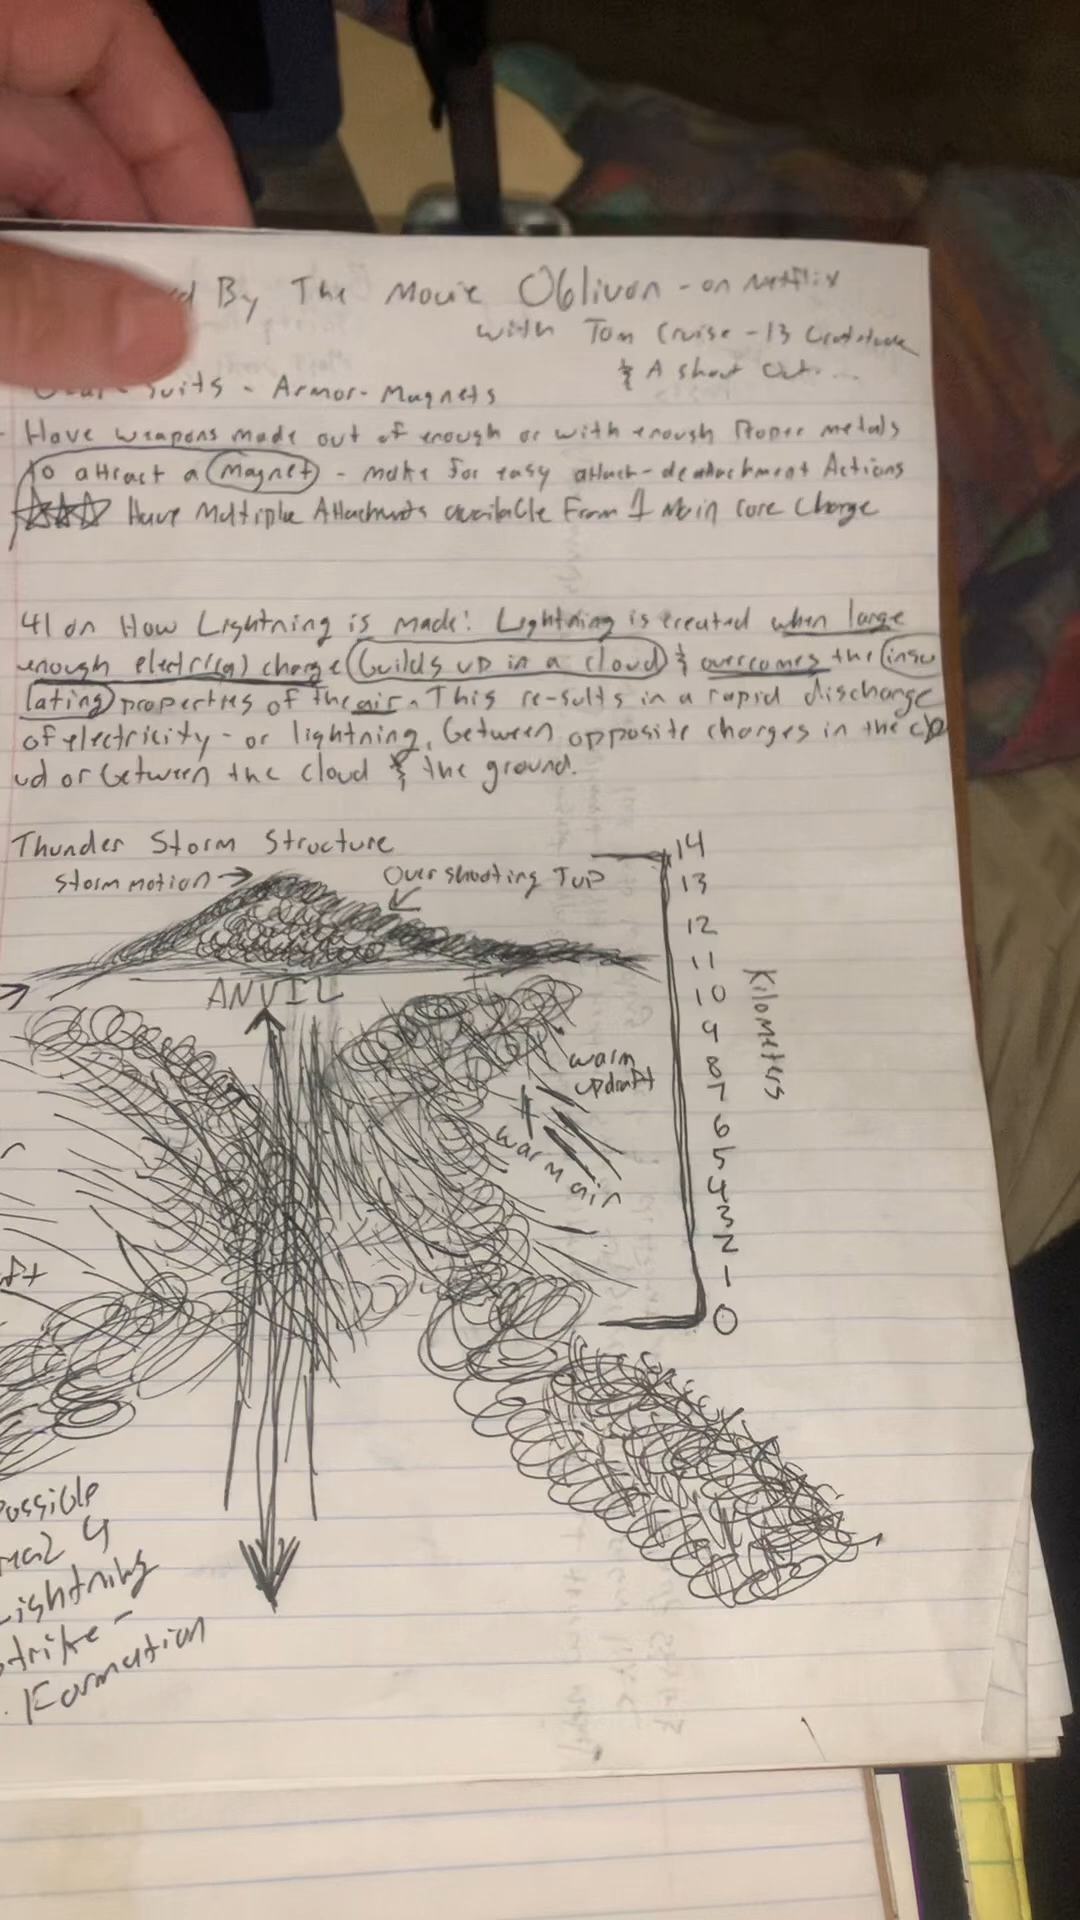 By The Movie Oblivon - on Netflix
with Tom Cruise - 13
& A shout Out....
Suits - Armor - Magnets
- Have weapons made out of enough or with enough Proper metals
to attract a Magnet - make for easy attach-deattachment Actions
Have Multiple Attachments available From 1 Main Core Charge
41 on How Lightning is Made: Lightning is created when large
enough electric(al) charge builds up in a cloud & overcomes the insu
lating properties of the air. This re-sults in a rapid discharge
of electricity - or lightning, between opposite charges in the clo
ud or between the cloud & the ground.
Thunder Storm Structure
Storm motion →
Overshooting Top
ANVIL
14
13
12
11
10
9
8
7
6
5
4
3
2
1
0
Kilometers
warm
updraft
warm air
Possible
4
Lightning
Strike -
Formation